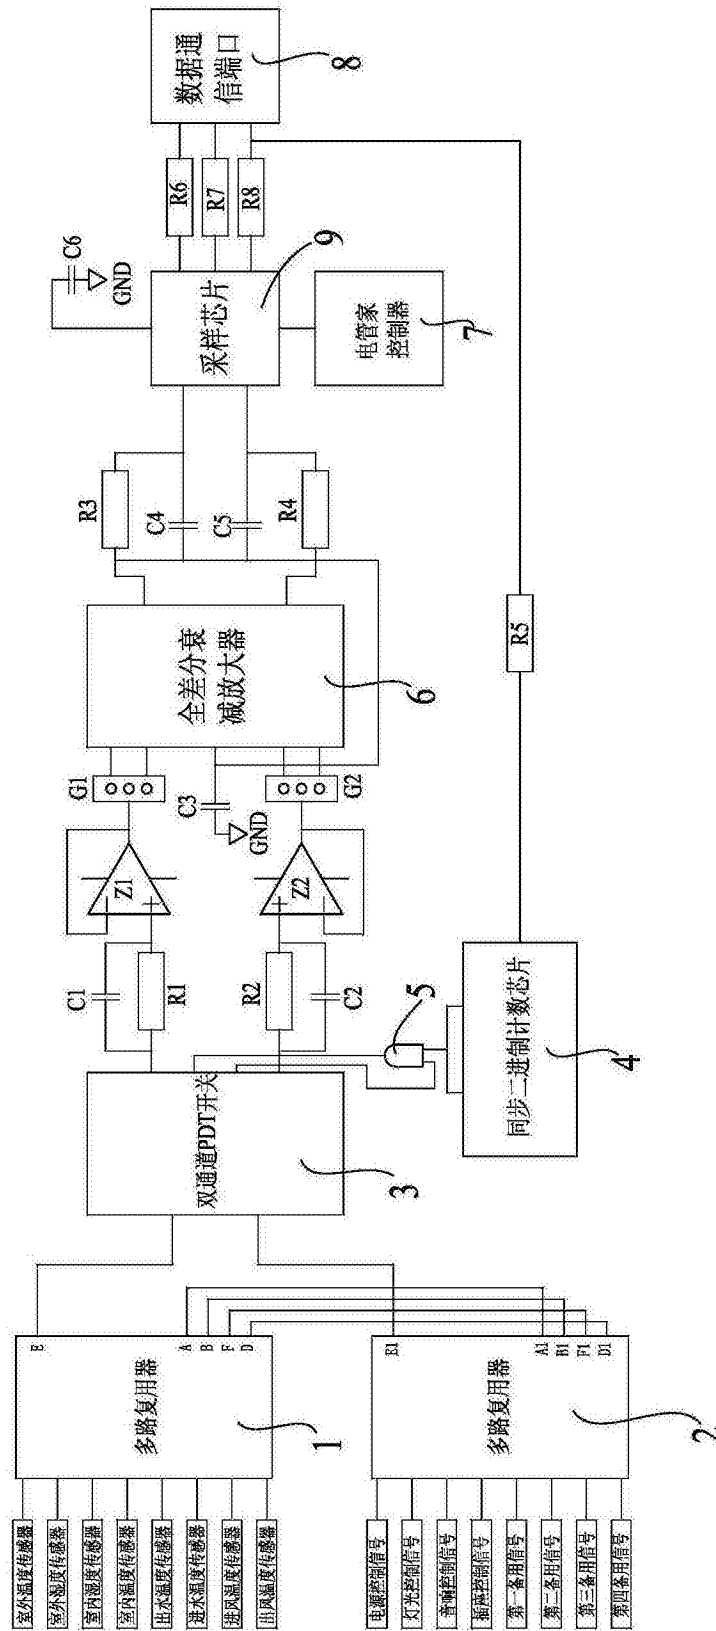 室外温度传感器
室外湿度传感器
室内湿度传感器
室内温度传感器
出水温度传感器
进水温度传感器
进风温度传感器
出风温度传感器
多路复用器
E
A
B
F
D
1
电源控制信号
灯光控制信号
音响控制信号
插座控制信号
第一备用信号
第二备用信号
第三备用信号
第四备用信号
多路复用器
E1
A1
B1
F1
D1
2
双通道PDT开关
3
同步二进制计数芯片
4
5
C1
R1
R2
C2
Z1
Z2
G1
G2
C3
GND
全差分衰
减放大器
6
R3
C4
C5
R4
R5
采样芯片
9
C6
GND
电管家
控制器
7
R6
R7
R8
数据通
信端口
8